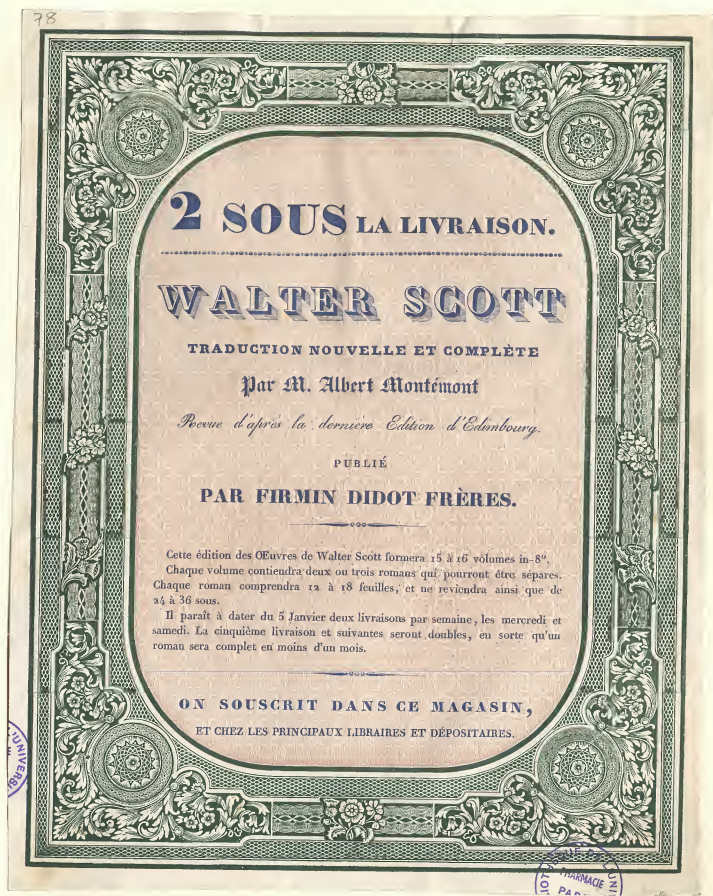 78
2 SOUS LA LIVRAISON.
WALTER SCOTT
TRADUCTION NOUVELLE ET COMPLÈTE
Par M. Albert Montémont
Revue d'après la dernière Edition d'Edimbourg.
PUBLIÉ
PAR FIRMIN DIDOT FRÈRES.
Cette édition des Œuvres de Walter Scott formera 15 à 16 volumes in-8º.
Chaque volume contiendra deux ou trois romans qui pourront être séparés.
Chaque roman comprendra 12 à 18 feuilles, et ne reviendra ainsi que de
24 à 36 sous.
Il paraît à dater du 5 Janvier deux livraisons par semaine, les mercredi et
samedi. La cinquième livraison et suivantes seront doubles, en sorte qu'un
roman sera complet en moins d'un mois.
ON SOUSCRIT DANS CE MAGASIN,
ET CHEZ LES PRINCIPAUX LIBRAIRES ET DÉPOSITAIRES.
L'UNIVERS
PHARMACIE